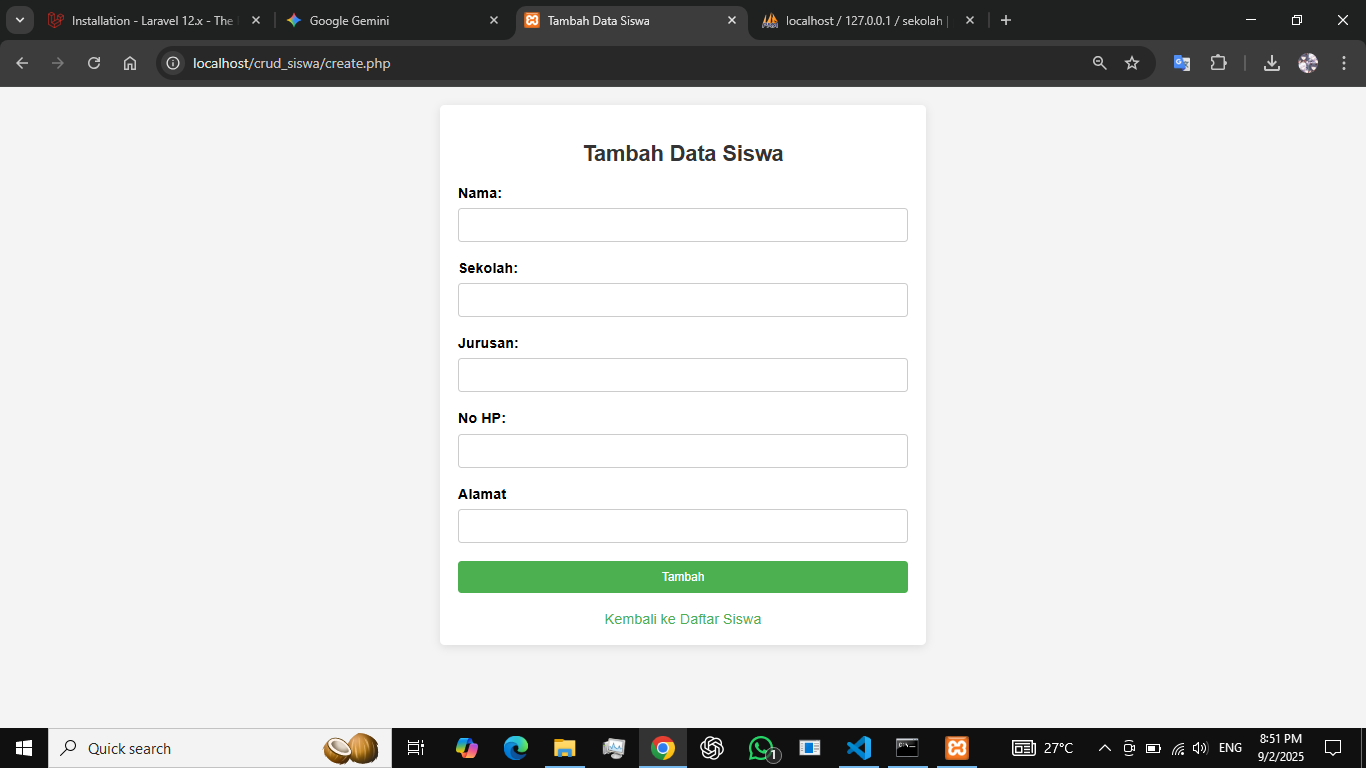 Installation - Laravel 12.x - The
Google Gemini
Tambah Data Siswa
localhost / 127.0.0.1 / sekolah |
localhost/crud_siswa/create.php
Tambah Data Siswa
Nama:
Sekolah:
Jurusan:
No HP:
Alamat
Tambah
Kembali ke Daftar Siswa
Quick search
1
27°C
ENG
8:51 PM
9/2/2025